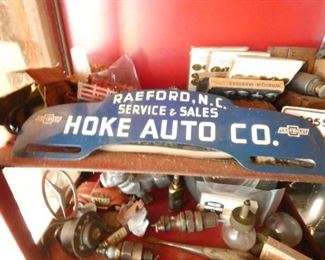 RAEFORD, N.C.
SERVICE & SALES
HOKE AUTO CO.